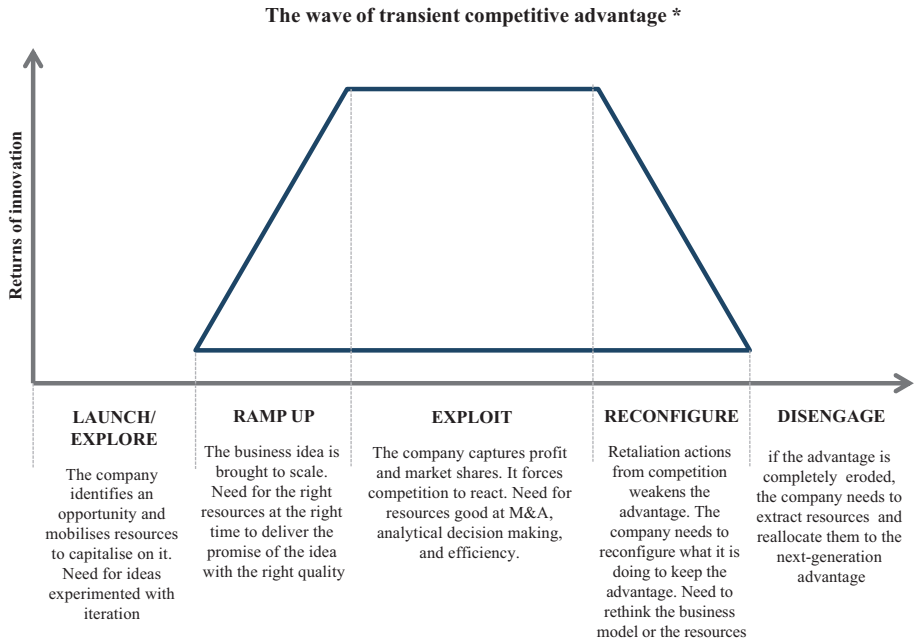 The wave of transient competitive advantage *
Returns of innovation
LAUNCH/
EXPLORE
The company
identifies an
opportunity and
mobilises resources
to capitalise on it.
Need for ideas
experimented with
iteration
RAMP UP
The business idea is
brought to scale.
Need for the right
resources at the right
time to deliver the
promise of the idea
with the right quality
EXPLOIT
The company captures profit
and market shares. It forces
competition to react. Need for
resources good at M&A,
analytical decision making,
and efficiency.
RECONFIGURE
Retaliation actions
from competition
weakens the
advantage. The
company needs to
reconfigure what it is
doing to keep the
advantage. Need to
rethink the business
model or the resources
DISENGAGE
if the advantage is
completely eroded,
the company needs to
extract resources and
reallocate them to the
next-generation
advantage